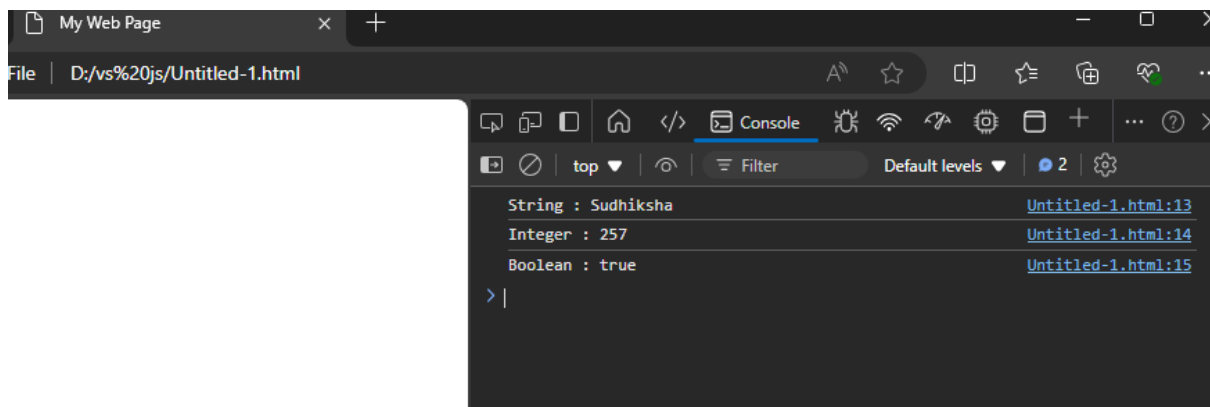 My Web Page
File D:/vs%20js/Untitled-1.html
Console
top Filter Default levels 2
String : Sudhiksha Untitled-1.html:13
Integer : 257 Untitled-1.html:14
Boolean : true Untitled-1.html:15